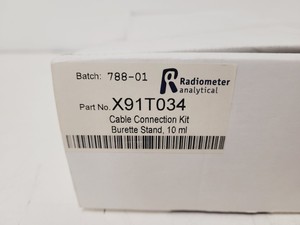 Batch: 788-01
Radiometer
analytical
Part No. X91T034
Cable Connection Kit
Burette Stand, 10 ml